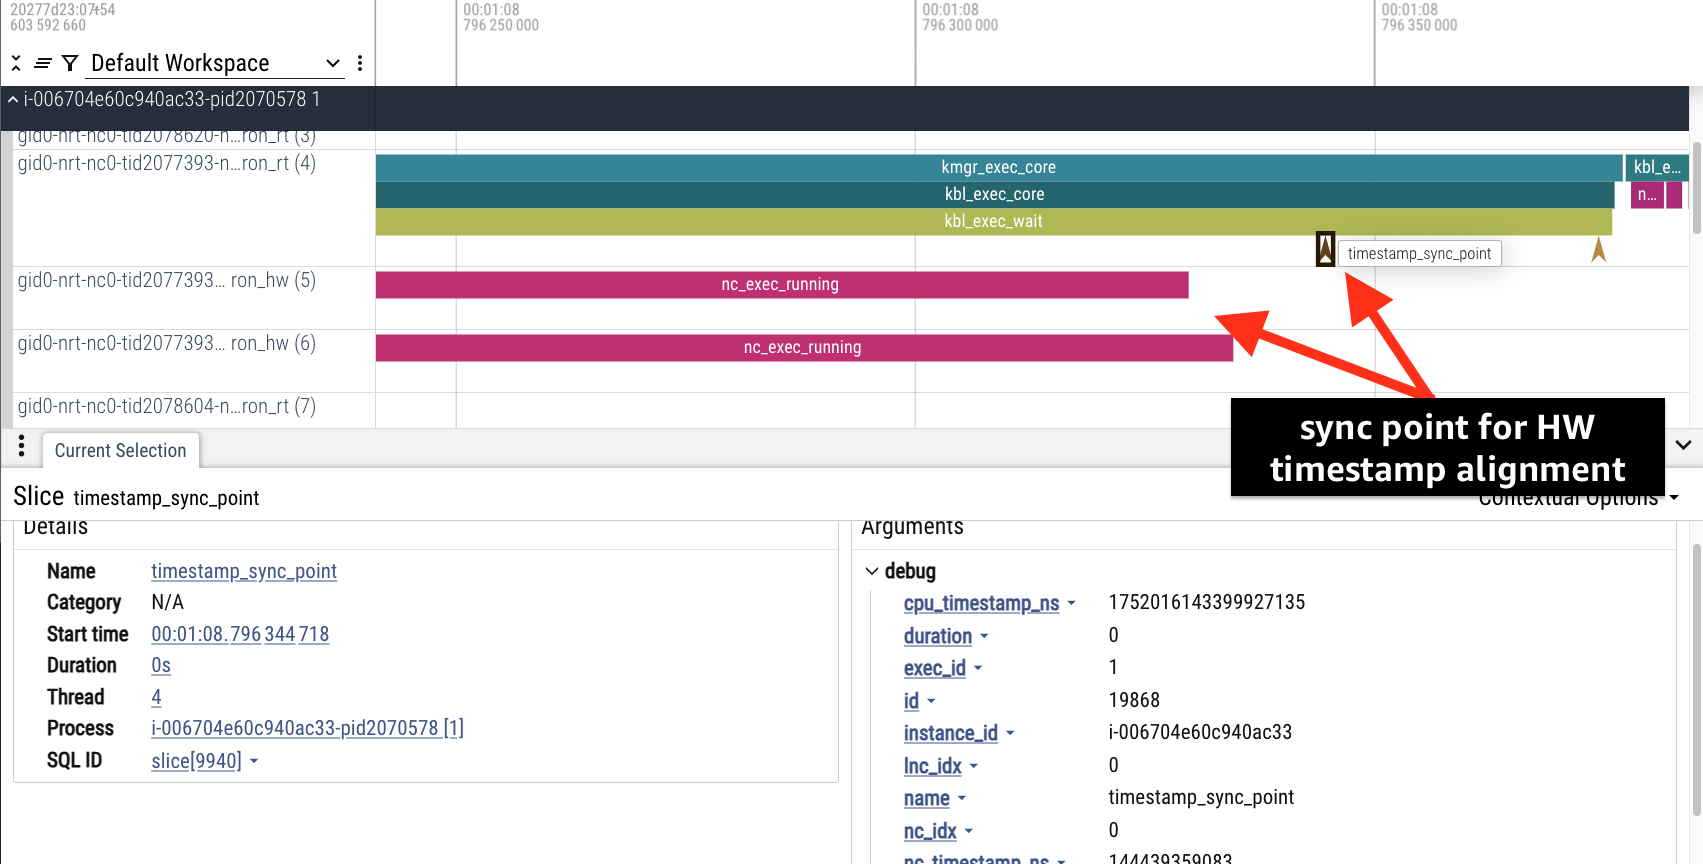 20277d23:07+54
603 592 660
00:01:08
796 250 000
00:01:08
796 300 000
00:01:08
796 350 000
Default Workspace
i-006704e60c940ac33-pid2070578 1
gid0-nrt-nc0-tid2078620-n...ron_rt (3)
gid0-nrt-nc0-tid2077393-n...ron_rt (4)
kmgr_exec_core
kbl_e...
kbl_exec_core
n...
kbl_exec_wait
timestamp_sync_point
gid0-nrt-nc0-tid2077393... ron_hw (5)
nc_exec_running
gid0-nrt-nc0-tid2077393... ron_hw (6)
nc_exec_running
gid0-nrt-nc0-tid2078604-n...ron_rt (7)
sync point for HW
timestamp alignment
Current Selection
Slice timestamp_sync_point
Contextual Options
Details
Name timestamp_sync_point
Category N/A
Start time 00:01:08.796 344 718
Duration 0s
Thread 4
Process i-006704e60c940ac33-pid2070578 [1]
SQL ID slice[9940]
Arguments
debug
cpu_timestamp_ns 1752016143399927135
duration 0
exec_id 1
id 19868
instance_id i-006704e60c940ac33
lnc_idx 0
name timestamp_sync_point
nc_idx 0
nc_timestamp_ns 144439359083